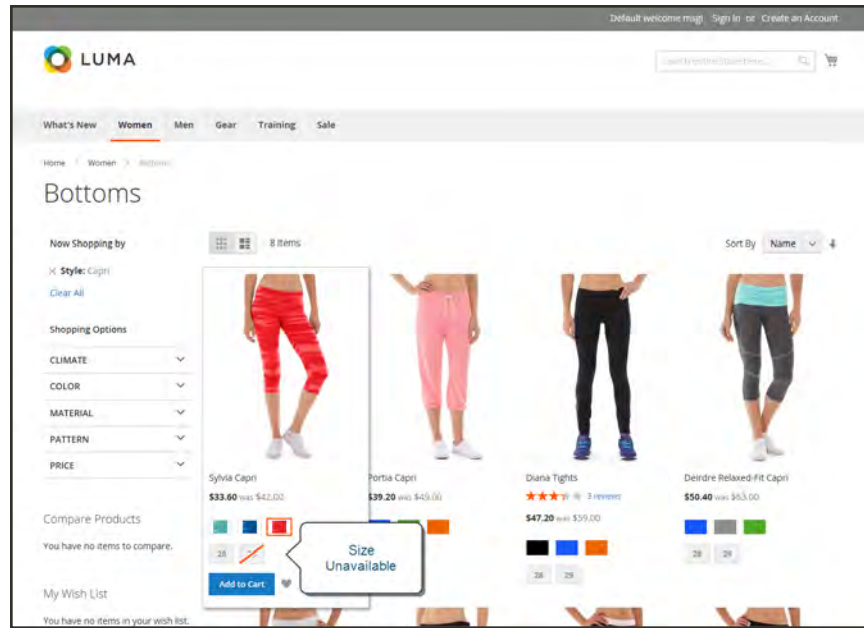 Default welcome msg! Sign In or Create an Account
LUMA
What's New Women Men Gear Training Sale
Home Women Bottoms
Bottoms
Now Shopping by
8 Items
Sort By Name
Style: Capri
Clear All
Shopping Options
CLIMATE
COLOR
MATERIAL
PATTERN
PRICE
Sylvia Capri
Portia Capri
Diana Tights
Deirdre Relaxed-Fit Capri
$33.60 was $42.00
$39.20 was $49.00
3 reviews
$50.40 was $63.00
$47.20 was $59.00
Compare Products
You have no items to compare.
28
Size
Unavailable
28 29
28 29
Add to Cart
My Wish List
You have no items in your wish list.